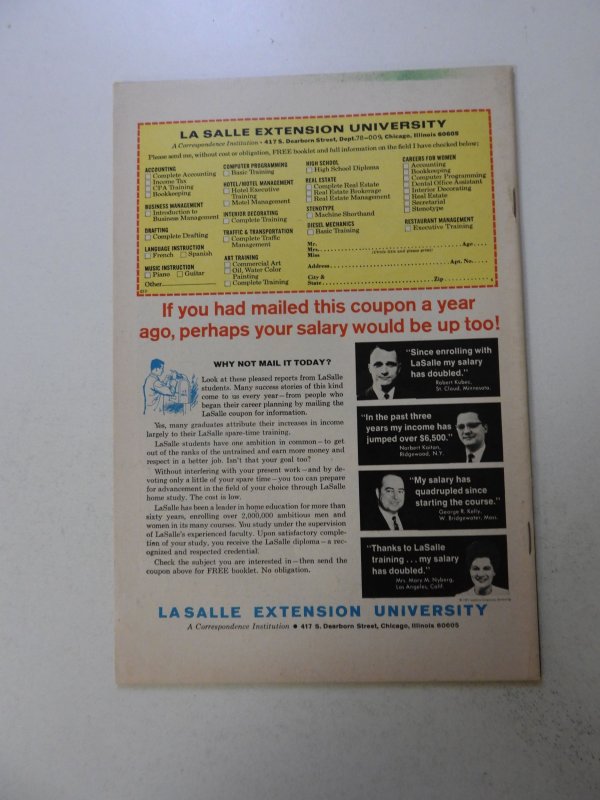 LA SALLE EXTENSION UNIVERSITY
A Correspondence Institution • 417 S. Dearborn Street, Dept. 78-009, Chicago, Illinois 60605
Please send me, without cost or obligation, FREE booklet and full information on the field I have checked below:
ACCOUNTING
Complete Accounting
Income Tax
CPA Training
Bookkeeping
BUSINESS MANAGEMENT
Introduction to
Business Management
DRAFTING
Complete Drafting
LANGUAGE INSTRUCTION
French Spanish
MUSIC INSTRUCTION
Piano Guitar
Other
COMPUTER PROGRAMMING
Basic Training
HOTEL/MOTEL MANAGEMENT
Hotel Executive
Training
Motel Management
INTERIOR DECORATING
Complete Training
TRAFFIC & TRANSPORTATION
Complete Traffic
Management
ART TRAINING
Commercial Art
Oil, Water Color
Painting
Complete Training
HIGH SCHOOL
High School Diploma
REAL ESTATE
Complete Real Estate
Real Estate Brokerage
Real Estate Management
STENOTYPE
Machine Shorthand
DIESEL MECHANICS
Basic Training
CAREERS FOR WOMEN
Accounting
Bookkeeping
Computer Programming
Dental Office Assistant
Interior Decorating
Real Estate
Secretarial
Stenotype
RESTAURANT MANAGEMENT
Executive Training
Mr.
Mrs.
Miss
Age
(Please print)
Address
Apt. No.
City &
State
Zip
If you had mailed this coupon a year
ago, perhaps your salary would be up too!
WHY NOT MAIL IT TODAY?
Look at these pleased reports from LaSalle
students. Many success stories of this kind
come to us every year—from people who
began their career planning by mailing the
LaSalle coupon for information.
Yes, many graduates attribute their increases in income
largely to their LaSalle spare-time training.
LaSalle students have one ambition in common—to get
out of the ranks of the untrained and earn more money and
respect in a better job. Isn't that your goal too?
Without interfering with your present work—and by de-
voting only a little of your spare time—you too can prepare
for advancement in the field of your choice through LaSalle
home study. The cost is low.
LaSalle has been a leader in home education for more than
sixty years, enrolling over 2,000,000 ambitious men and
women in its many courses. You study under the supervision
of LaSalle's experienced faculty. Upon satisfactory comple-
tion of your study, you receive the LaSalle diploma—a rec-
ognized and respected credential.
Check the subject you are interested in—then send the
coupon above for FREE booklet. No obligation.
"Since enrolling with
LaSalle my salary
has doubled."
Robert Kubec,
St. Cloud, Minnesota.
"In the past three
years my income has
jumped over $6,500."
Norbert Kaitan,
Ridgewood, N.Y.
"My salary has
quadrupled since
starting the course."
George R. Kelly,
W. Bridgewater, Mass.
"Thanks to LaSalle
training . . . my salary
has doubled."
Mrs. Mary M. Nyberg,
Los Angeles, Calif.
LA SALLE EXTENSION UNIVERSITY
A Correspondence Institution • 417 S. Dearborn Street, Chicago, Illinois 60605